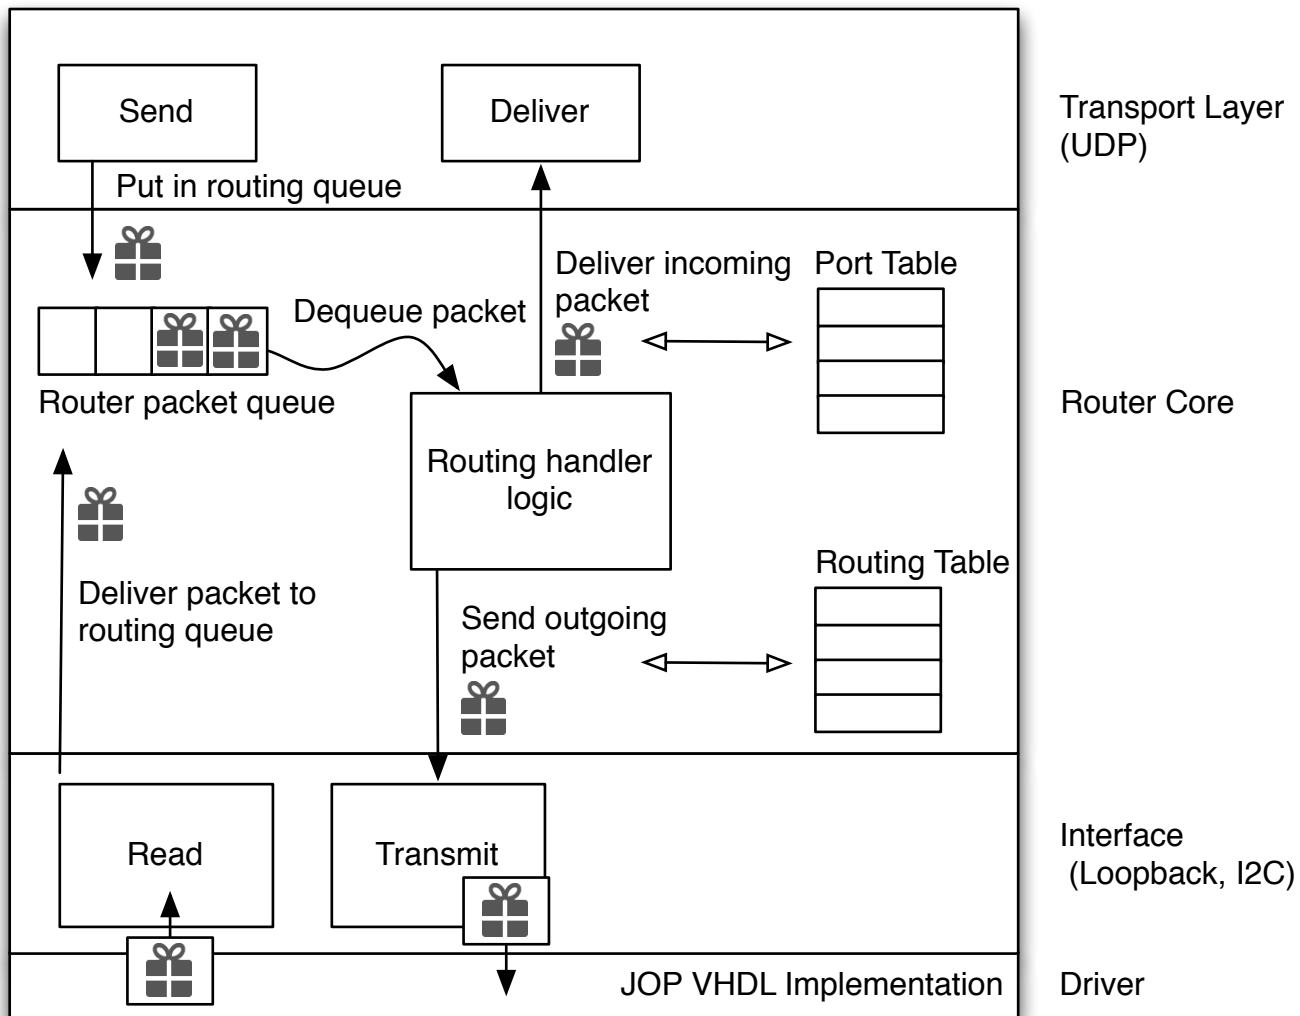 Send
Deliver
Transport Layer
(UDP)
Put in routing queue
Deliver incoming
packet
Port Table
Dequeue packet
Router packet queue
Router Core
Routing handler
logic
Deliver packet to
routing queue
Routing Table
Send outgoing
packet
Read
Transmit
Interface
(Loopback, I2C)
JOP VHDL Implementation
Driver